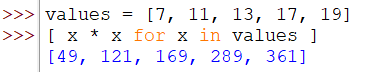 >>> values = [7, 11, 13, 17, 19]
>>> [ x * x for x in values ]
[49, 121, 169, 289, 361]